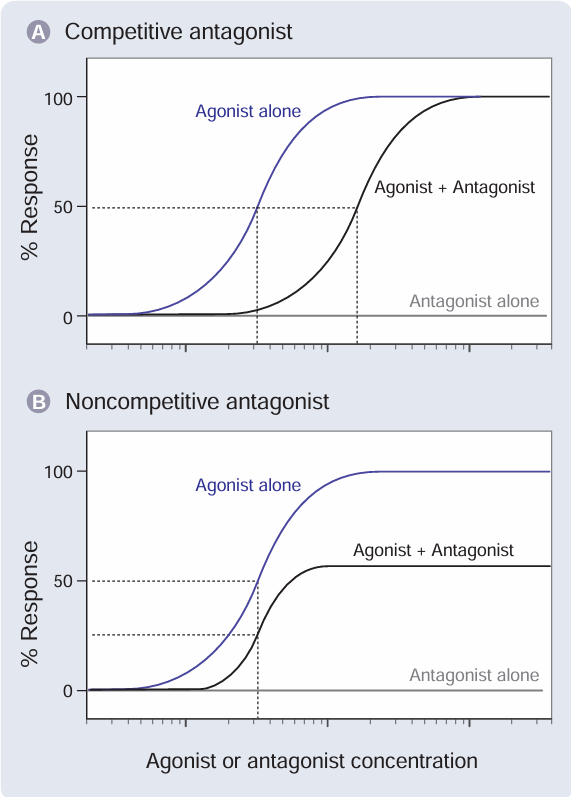 A Competitive antagonist
% Response
100
50
0
Agonist alone
Agonist + Antagonist
Antagonist alone
B Noncompetitive antagonist
% Response
100
50
0
Agonist alone
Agonist + Antagonist
Antagonist alone
Agonist or antagonist concentration